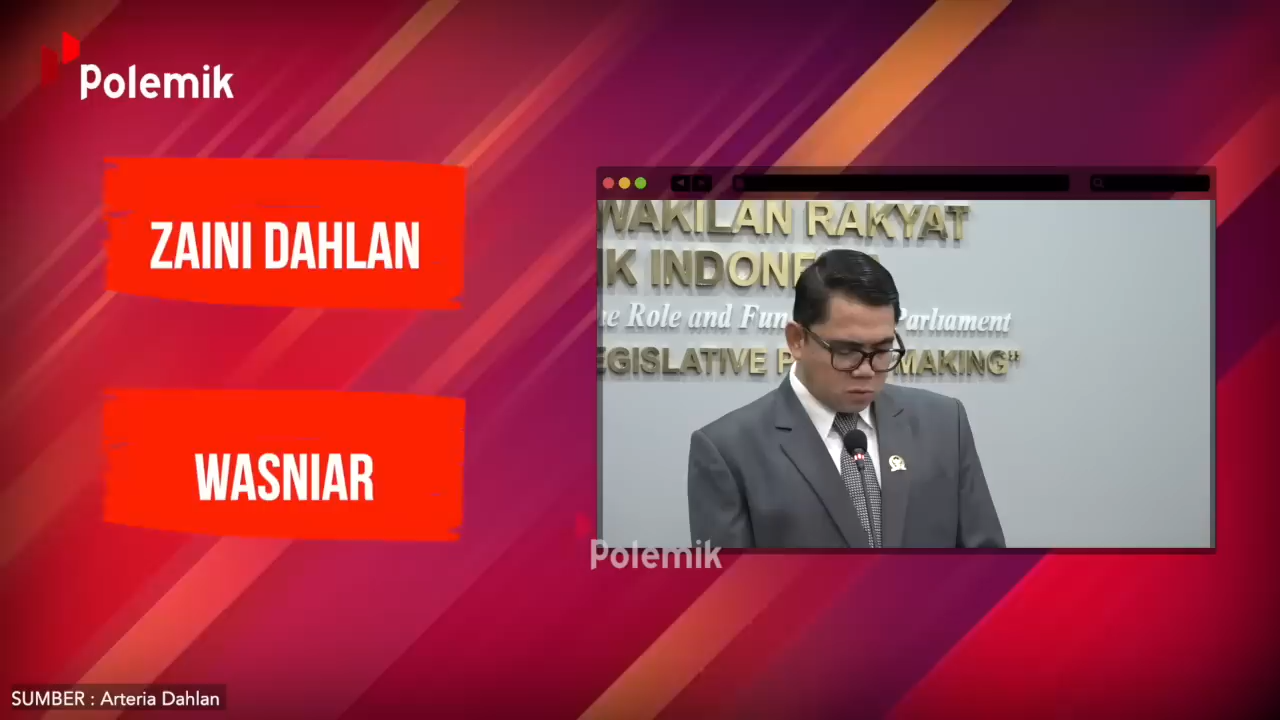 Polemik
ZAINI DAHLAN
WASNIAR
WAKILAN RAKYAT
K INDONE
Role and Fun Parliament
EGISLATIVE P MAKING"
Polemik
SUMBER : Arteria Dahlan